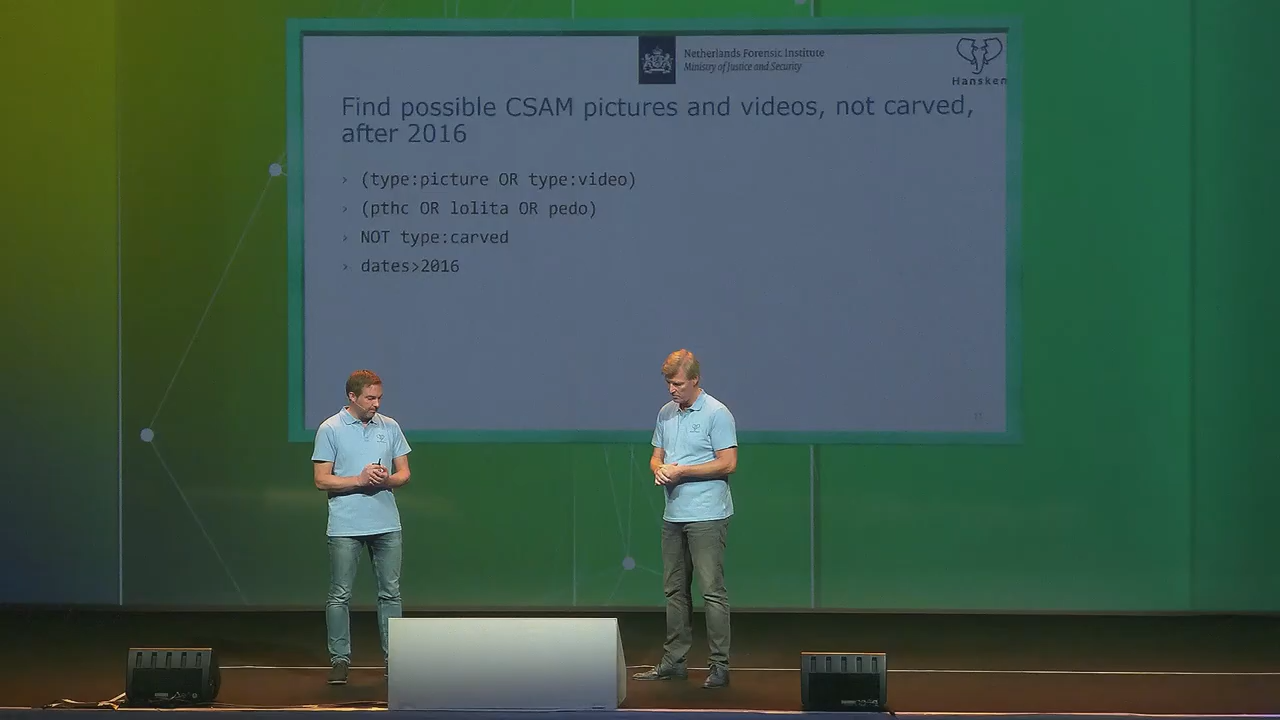 Netherlands Forensic Institute
Ministry of Justice and Security
Hansken
Find possible CSAM pictures and videos, not carved,
after 2016
› (type:picture OR type:video)
› (pthc OR lolita OR pedo)
› NOT type:carved
› dates>2016